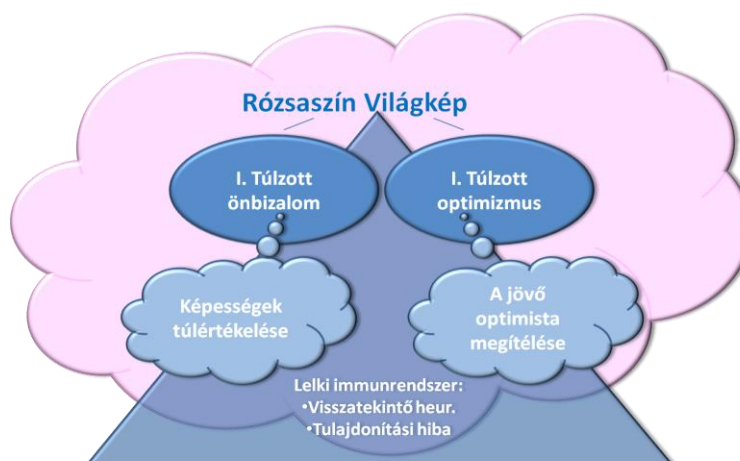 Rózsaszín Világkép
I. Túlzott
önbizalom
I. Túlzott
optimizmus
Képességek
túlértékelése
A jövő
optimista
megítélése
Lelki immunrendszer:
•Visszatekintő heur.
•Tulajdonítási hiba